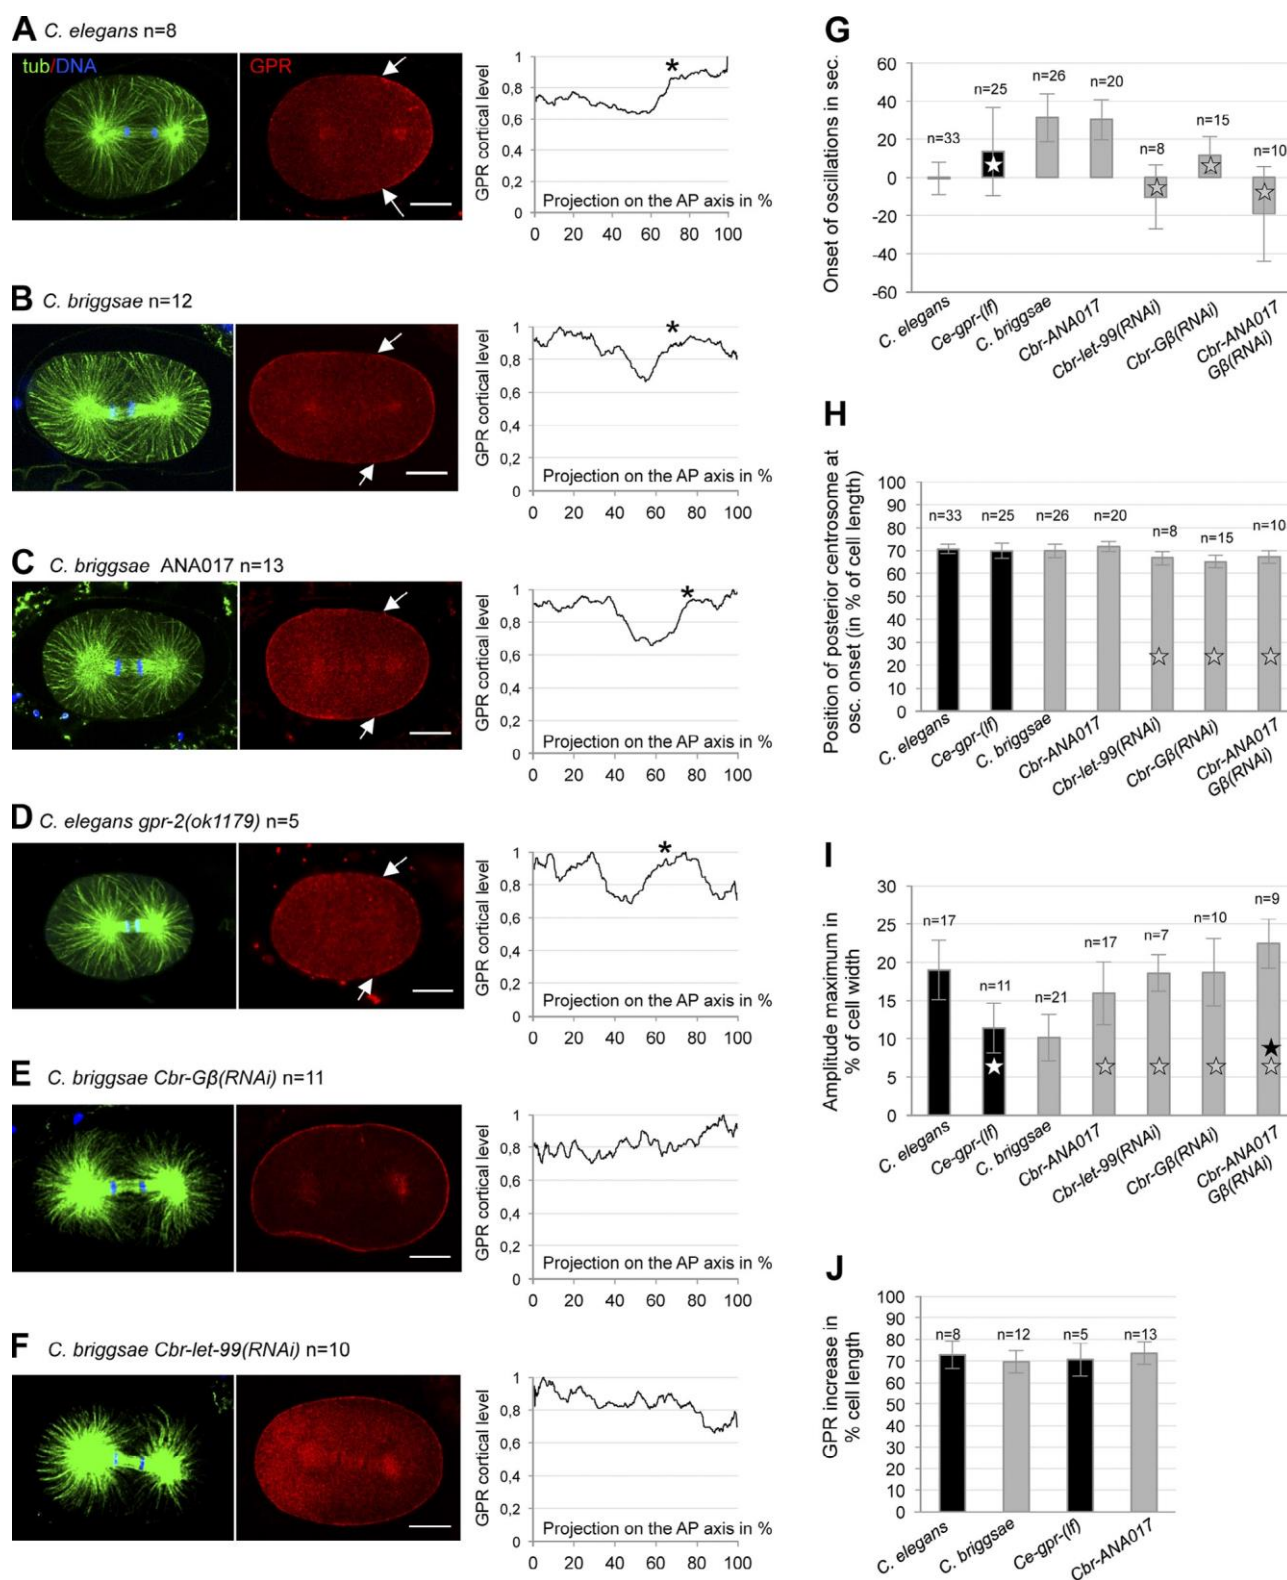 A C. elegans n=8
tub/DNA
GPR
GPR cortical level
1
0,8
0,6
0,4
0,2
0
*
Projection on the AP axis in %
0 20 40 60 80 100
B C. briggsae n=12
GPR cortical level
1
0,8
0,6
0,4
0,2
0
*
Projection on the AP axis in %
0 20 40 60 80 100
C C. briggsae ANA017 n=13
GPR cortical level
1
0,8
0,6
0,4
0,2
0
*
Projection on the AP axis in %
0 20 40 60 80 100
D C. elegans gpr-2(ok1179) n=5
GPR cortical level
1
0,8
0,6
0,4
0,2
0
*
Projection on the AP axis in %
0 20 40 60 80 100
E C. briggsae Cbr-Gβ(RNAi) n=11
GPR cortical level
1
0,8
0,6
0,4
0,2
0
Projection on the AP axis in %
0 20 40 60 80 100
F C. briggsae Cbr-let-99(RNAi) n=10
GPR cortical level
1
0,8
0,6
0,4
0,2
0
Projection on the AP axis in %
0 20 40 60 80 100
G
Onset of oscillations in sec.
60
40
20
0
-20
-40
-60
n=33
n=25
n=26
n=20
n=8
n=15
n=10
C. elegans
Ce-gpr-(lf)
C. briggsae
Cbr-ANA017
Cbr-let-99(RNAi)
Cbr-Gβ(RNAi)
Cbr-ANA017
Gβ(RNAi)
H
Position of posterior centrosome at
osc. onset (in % of cell length)
100
90
80
70
60
50
40
30
20
10
0
n=33
n=25
n=26
n=20
n=8
n=15
n=10
C. elegans
Ce-gpr-(lf)
C. briggsae
Cbr-ANA017
Cbr-let-99(RNAi)
Cbr-Gβ(RNAi)
Cbr-ANA017
Gβ(RNAi)
I
Amplitude maximum in
% of cell width
30
25
20
15
10
5
0
n=17
n=11
n=21
n=17
n=7
n=10
n=9
C. elegans
Ce-gpr-(lf)
C. briggsae
Cbr-ANA017
Cbr-let-99(RNAi)
Cbr-Gβ(RNAi)
Cbr-ANA017
Gβ(RNAi)
J
GPR increase in
% cell length
100
90
80
70
60
50
40
30
20
10
0
n=8
n=12
n=5
n=13
C. elegans
C. briggsae
Ce-gpr-(lf)
Cbr-ANA017